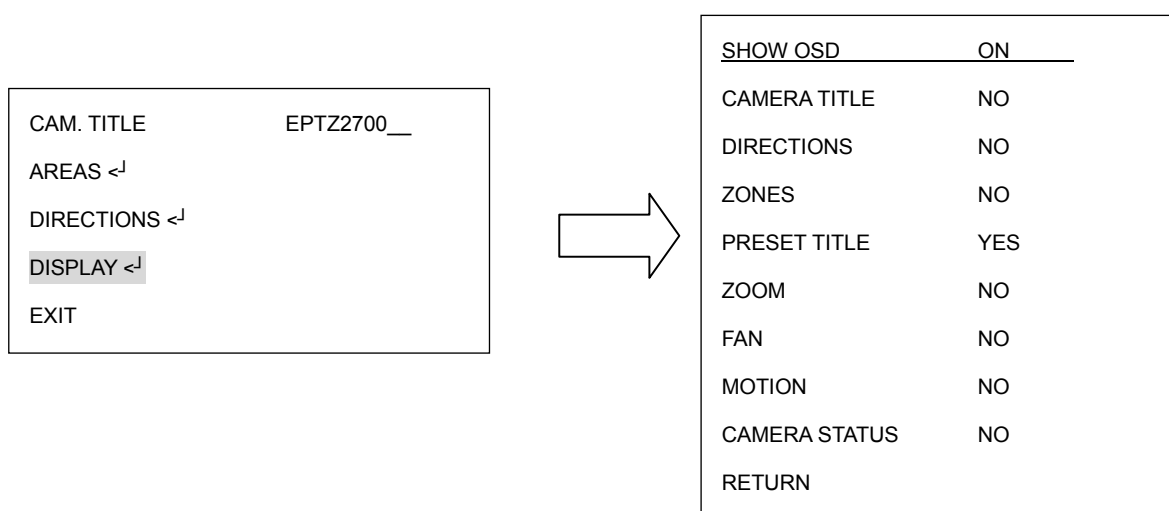 CAM. TITLE EPTZ2700__
AREAS <┘
DIRECTIONS <┘
DISPLAY <┘
EXIT
SHOW OSD ON
CAMERA TITLE NO
DIRECTIONS NO
ZONES NO
PRESET TITLE YES
ZOOM NO
FAN NO
MOTION NO
CAMERA STATUS NO
RETURN